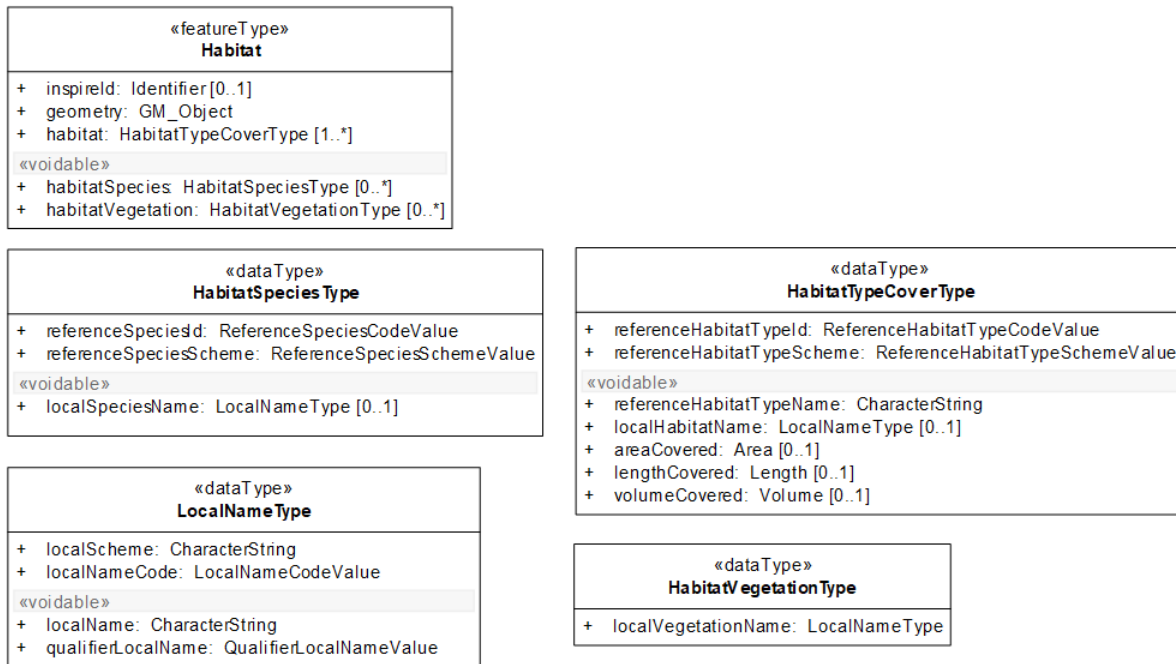 «featureType»
Habitat
+ inspireId: Identifier [0..1]
+ geometry: GM_Object
+ habitat: HabitatTypeCoverType [1..*]
«voidable»
+ habitatSpecies: HabitatSpeciesType [0..*]
+ habitatVegetation: HabitatVegetationType [0..*]
«dataType»
HabitatSpeciesType
+ referenceSpeciesId: ReferenceSpeciesCodeValue
+ referenceSpeciesScheme: ReferenceSpeciesSchemeValue
«voidable»
+ localSpeciesName: LocalNameType [0..1]
«dataType»
HabitatTypeCoverType
+ referenceHabitatTypeId: ReferenceHabitatTypeCodeValue
+ referenceHabitatTypeScheme: ReferenceHabitatTypeSchemeValue
«voidable»
+ referenceHabitatTypeName: CharacterString
+ localHabitatName: LocalNameType [0..1]
+ areaCovered: Area [0..1]
+ lengthCovered: Length [0..1]
+ volumeCovered: Volume [0..1]
«dataType»
LocalNameType
+ localScheme: CharacterString
+ localNameCode: LocalNameCodeValue
«voidable»
+ localName: CharacterString
+ qualifierLocalName: QualifierLocalNameValue
«dataType»
HabitatVegetationType
+ localVegetationName: LocalNameType